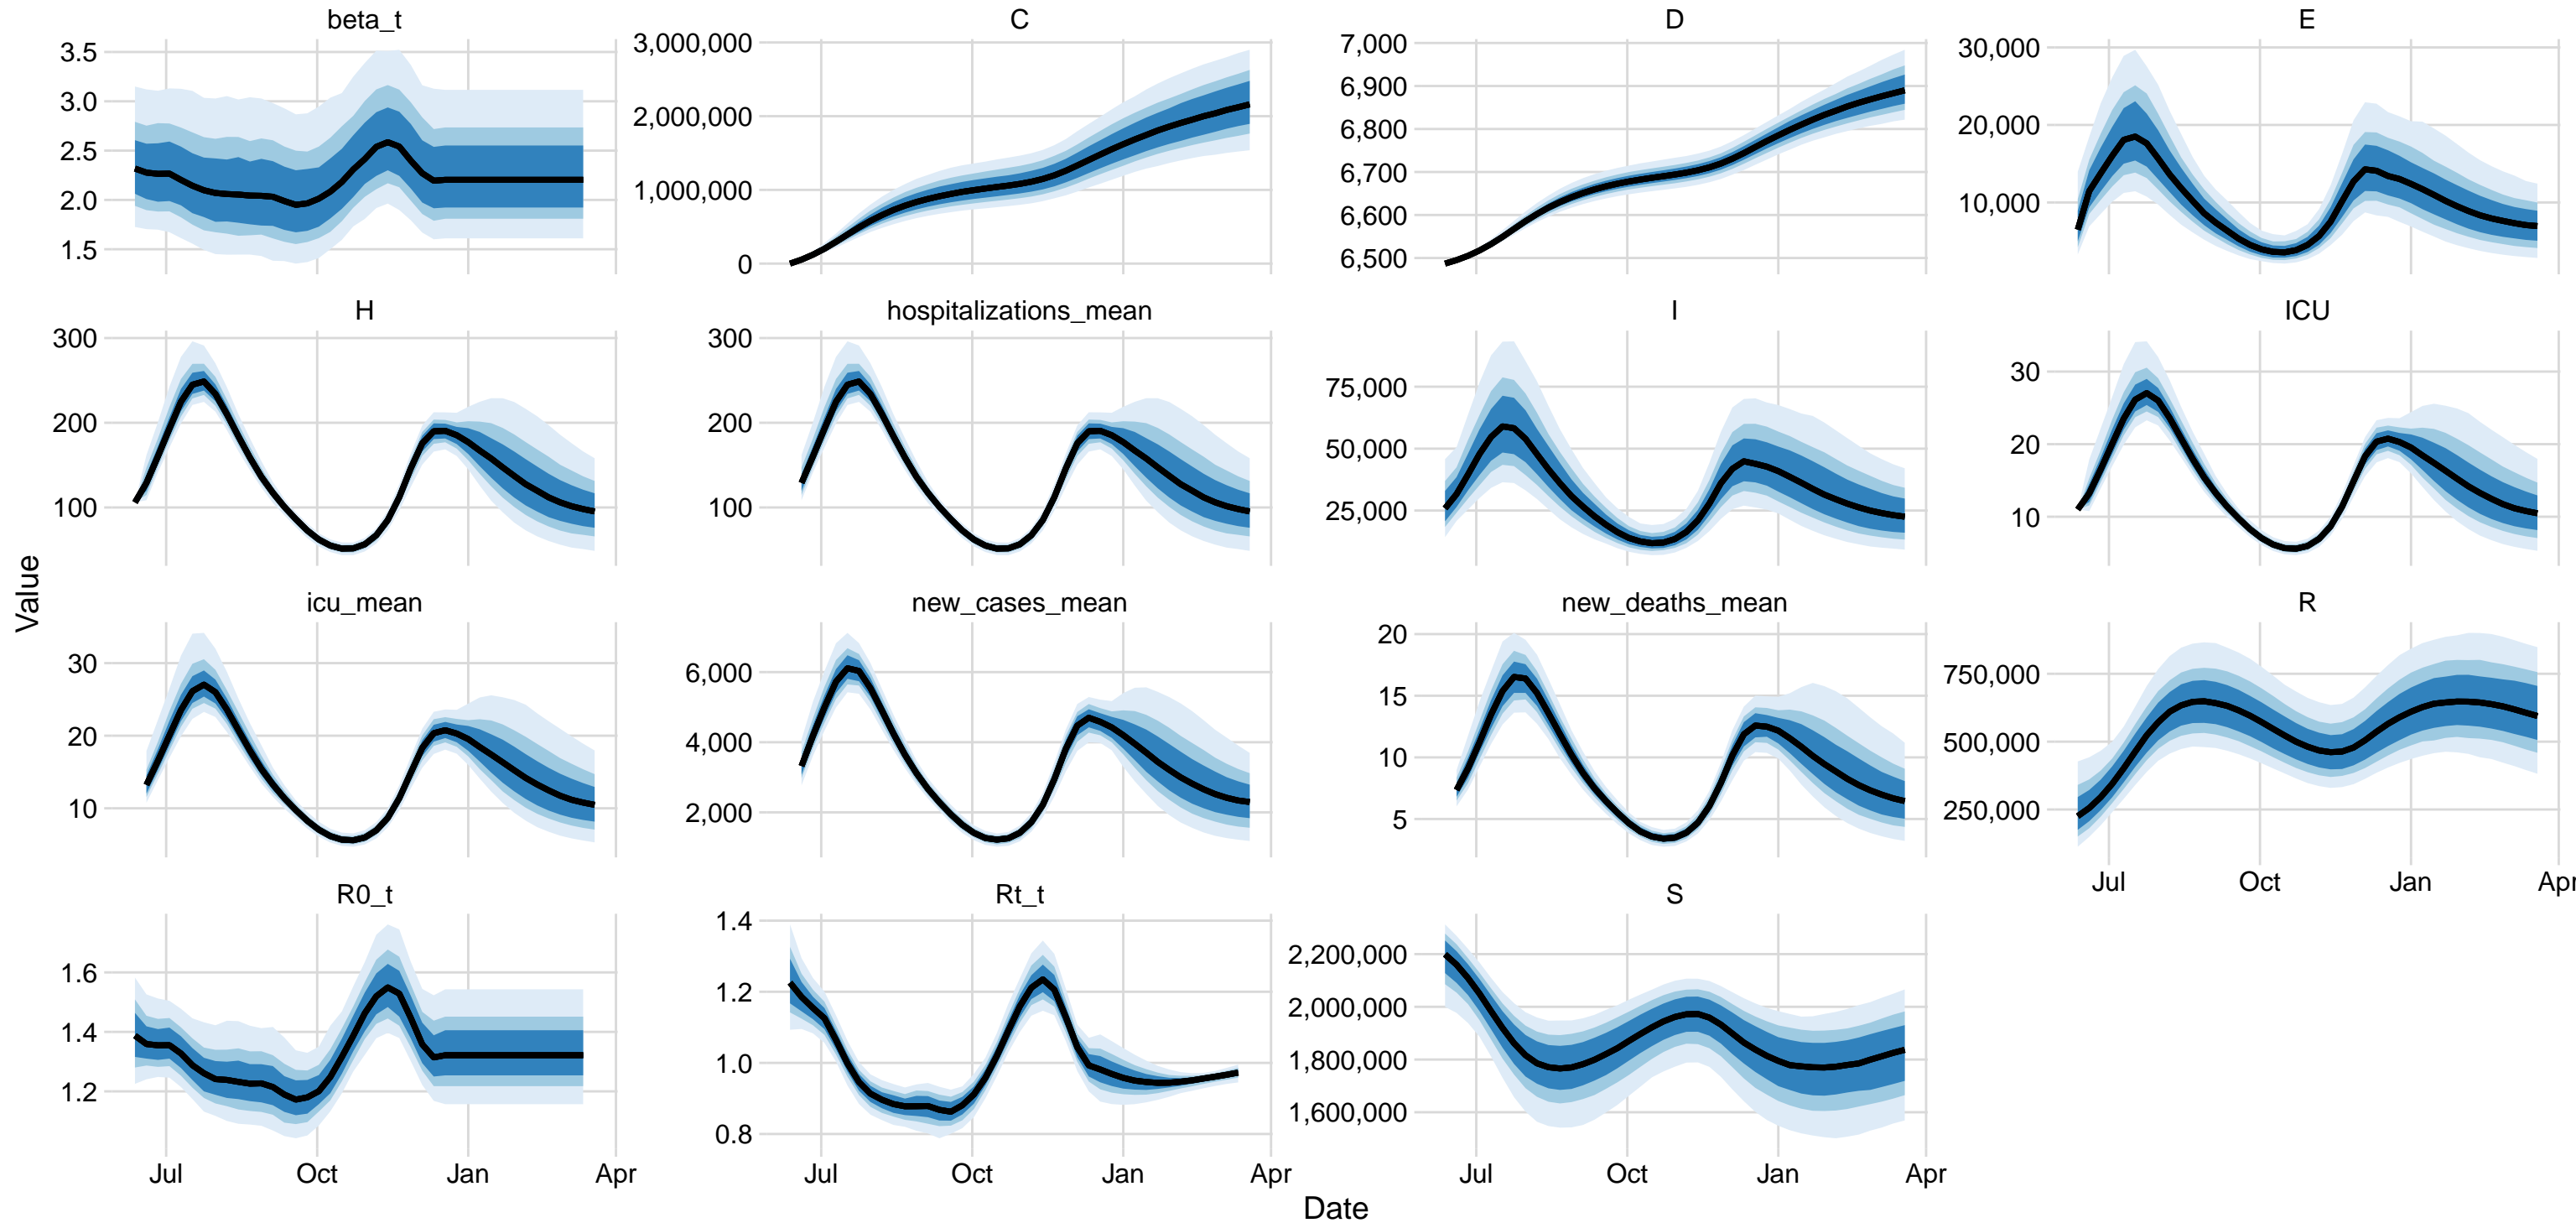 beta_t
3.5
3.0
2.5
2.0
1.5
C
3,000,000
2,000,000
1,000,000
0
D
7,000
6,900
6,800
6,700
6,600
6,500
E
30,000
20,000
10,000
H
300
200
100
hospitalizations_mean
300
200
100
I
75,000
50,000
25,000
ICU
30
20
10
Value
icu_mean
30
20
10
new_cases_mean
6,000
4,000
2,000
new_deaths_mean
20
15
10
5
R
750,000
500,000
250,000
Jul Oct Jan Apr
R0_t
1.6
1.4
1.2
Jul Oct Jan Apr
Rt_t
1.4
1.2
1.0
0.8
Jul Oct Jan Apr
S
2,200,000
2,000,000
1,800,000
1,600,000
Jul Oct Jan Apr
Date